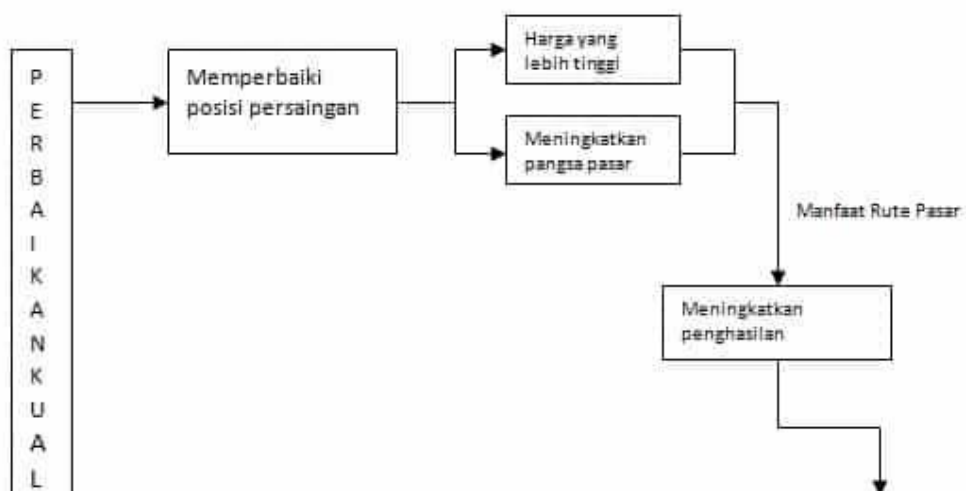 P
E
R
B
A
I
K
A
N
K
U
A
L
Memperbaiki
posisi persaingan
Harga yang
lebih tinggi
Meningkatkan
pangsa pasar
Manfaat Rute Pasar
Meningkatkan
penghasilan